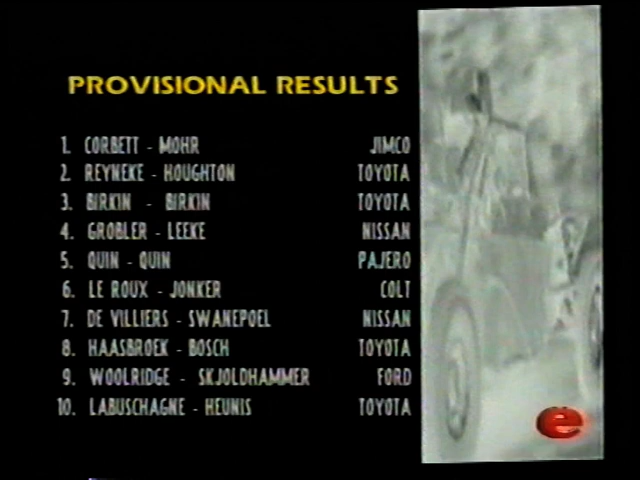 PROVISIONAL RESULTS
1. CORBETT - MOHR JIMCO
2. REYNEKE - HOUGHTON TOYOTA
3. BIRKIN - BIRKIN TOYOTA
4. GROBLER - LEEKE NISSAN
5. QUIN - QUIN PAJERO
6. LE ROUX - JONKER COLT
7. DE VILLIERS - SWANEPOEL NISSAN
8. HAASBROEK - BOSCH TOYOTA
9. WOOLRIDGE - SKJOLDHAMMER FORD
10. LABUSCHAGNE - HEUNIS TOYOTA
e